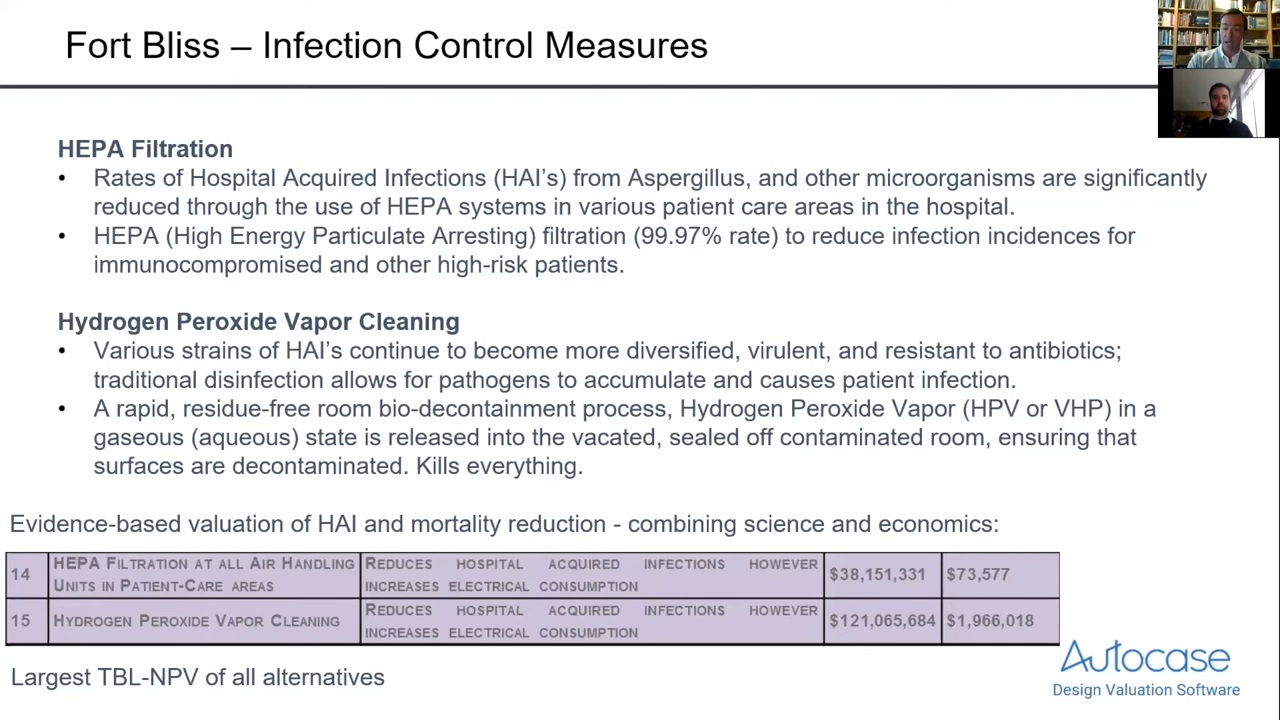 Fort Bliss – Infection Control Measures
HEPA Filtration
• Rates of Hospital Acquired Infections (HAI's) from Aspergillus, and other microorganisms are significantly
reduced through the use of HEPA systems in various patient care areas in the hospital.
• HEPA (High Energy Particulate Arresting) filtration (99.97% rate) to reduce infection incidences for
immunocompromised and other high-risk patients.
Hydrogen Peroxide Vapor Cleaning
• Various strains of HAI's continue to become more diversified, virulent, and resistant to antibiotics;
traditional disinfection allows for pathogens to accumulate and causes patient infection.
• A rapid, residue-free room bio-decontainment process, Hydrogen Peroxide Vapor (HPV or VHP) in a
gaseous (aqueous) state is released into the vacated, sealed off contaminated room, ensuring that
surfaces are decontaminated. Kills everything.
Evidence-based valuation of HAI and mortality reduction - combining science and economics:
14 HEPA FILTRATION AT ALL AIR HANDLING UNITS IN PATIENT-CARE AREAS REDUCES HOSPITAL ACQUIRED INFECTIONS HOWEVER INCREASES ELECTRICAL CONSUMPTION $38,151,331 $73,577
15 HYDROGEN PEROXIDE VAPOR CLEANING REDUCES HOSPITAL ACQUIRED INFECTIONS HOWEVER INCREASES ELECTRICAL CONSUMPTION $121,065,684 $1,966,018
Largest TBL-NPV of all alternatives
Autocase
Design Valuation Software